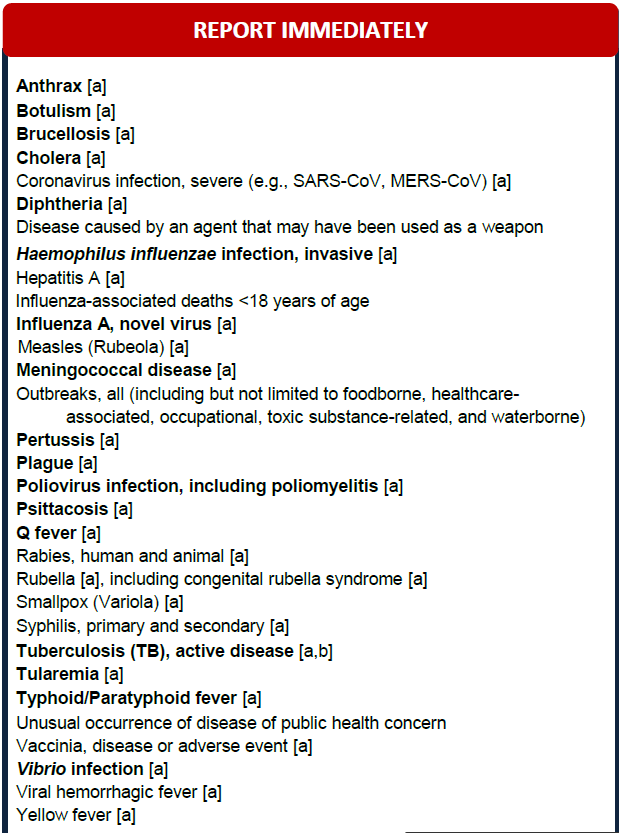 REPORT IMMEDIATELY
Anthrax [a]
Botulism [a]
Brucellosis [a]
Cholera [a]
Coronavirus infection, severe (e.g., SARS-CoV, MERS-CoV) [a]
Diphtheria [a]
Disease caused by an agent that may have been used as a weapon
Haemophilus influenzae infection, invasive [a]
Hepatitis A [a]
Influenza-associated deaths <18 years of age
Influenza A, novel virus [a]
Measles (Rubeola) [a]
Meningococcal disease [a]
Outbreaks, all (including but not limited to foodborne, healthcare-
associated, occupational, toxic substance-related, and waterborne)
Pertussis [a]
Plague [a]
Poliovirus infection, including poliomyelitis [a]
Psittacosis [a]
Q fever [a]
Rabies, human and animal [a]
Rubella [a], including congenital rubella syndrome [a]
Smallpox (Variola) [a]
Syphilis, primary and secondary [a]
Tuberculosis (TB), active disease [a,b]
Tularemia [a]
Typhoid/Paratyphoid fever [a]
Unusual occurrence of disease of public health concern
Vaccinia, disease or adverse event [a]
Vibrio infection [a]
Viral hemorrhagic fever [a]
Yellow fever [a]